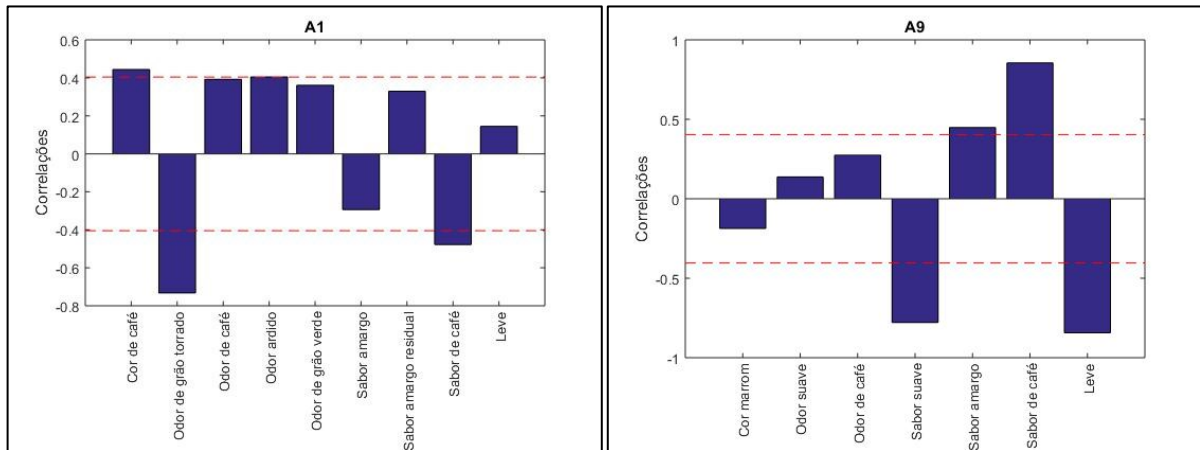 A1
Correlações
0.6
0.4
0.2
0
-0.2
-0.4
-0.6
-0.8
Cor de café
Odor de grão torrado
Odor de café
Odor ardido
Odor de grão verde
Sabor amargo
Sabor amargo residual
Sabor de café
Leve
A9
Correlações
1
0.5
0
-0.5
-1
Cor marrom
Odor suave
Odor de café
Sabor suave
Sabor amargo
Sabor de café
Leve